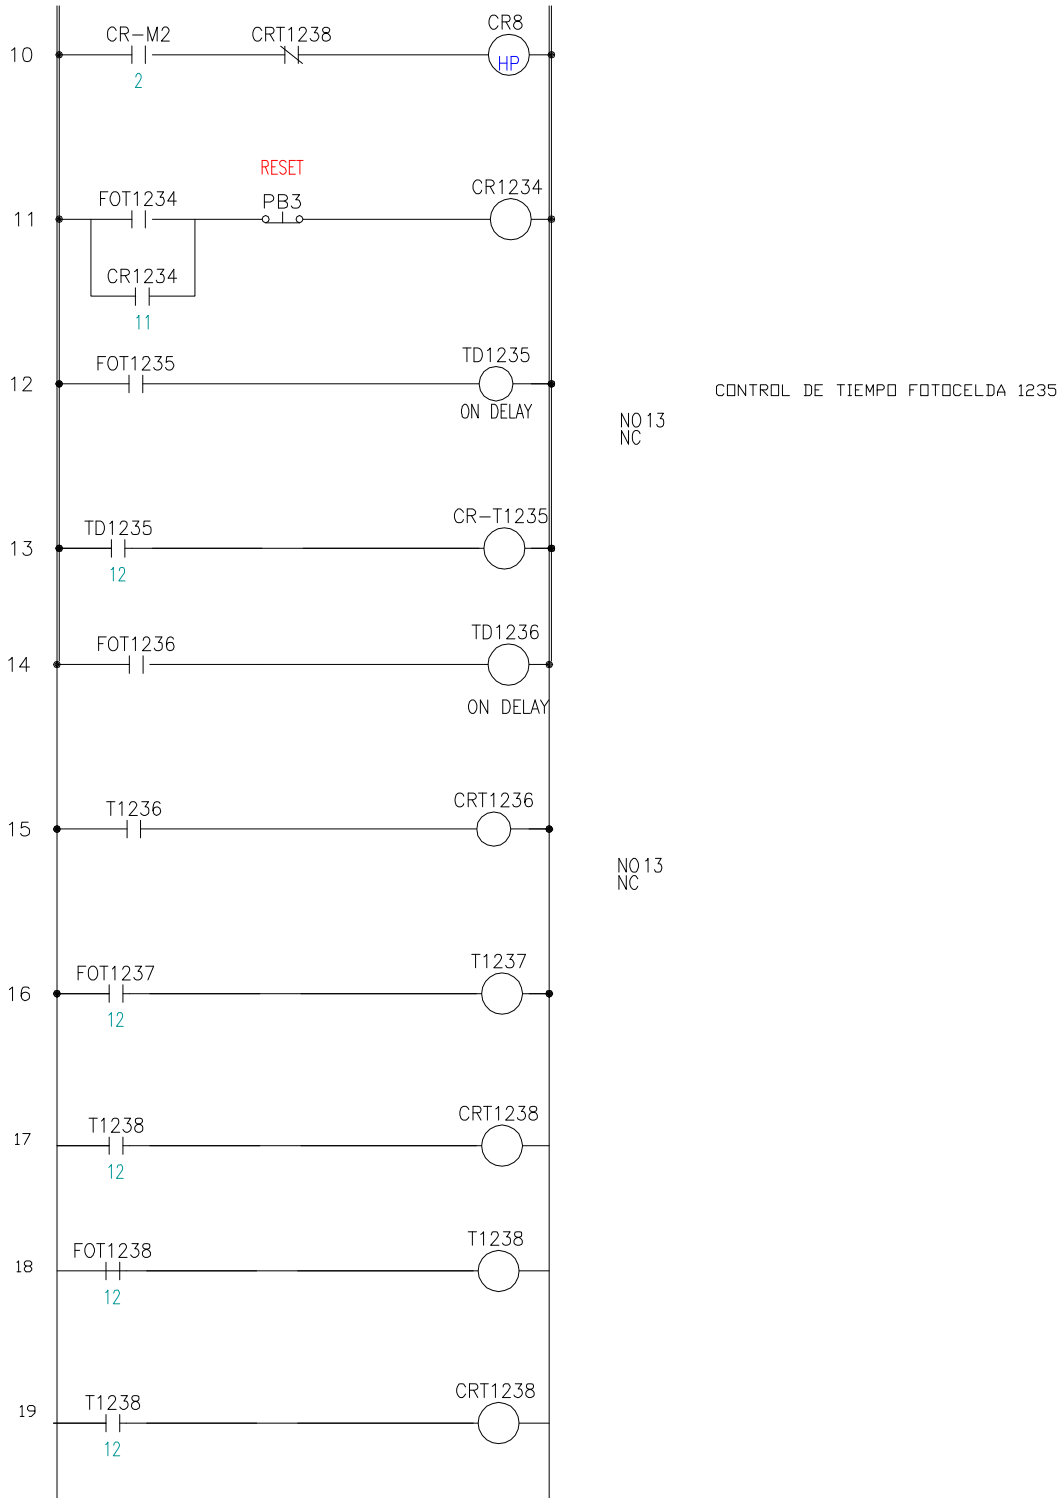 10
CR-M2
CRT1238
CR8
HP
2
RESET
11
FOT1234
PB3
CR1234
CR1234
11
12
FOT1235
TD1235
ON DELAY
CONTROL DE TIEMPO FOTOCELDA 1235
NO 13
NC
13
TD1235
CR-T1235
12
14
FOT1236
TD1236
ON DELAY
15
T1236
CRT1236
NO 13
NC
16
FOT1237
T1237
12
17
T1238
CRT1238
12
18
FOT1238
T1238
12
19
T1238
CRT1238
12